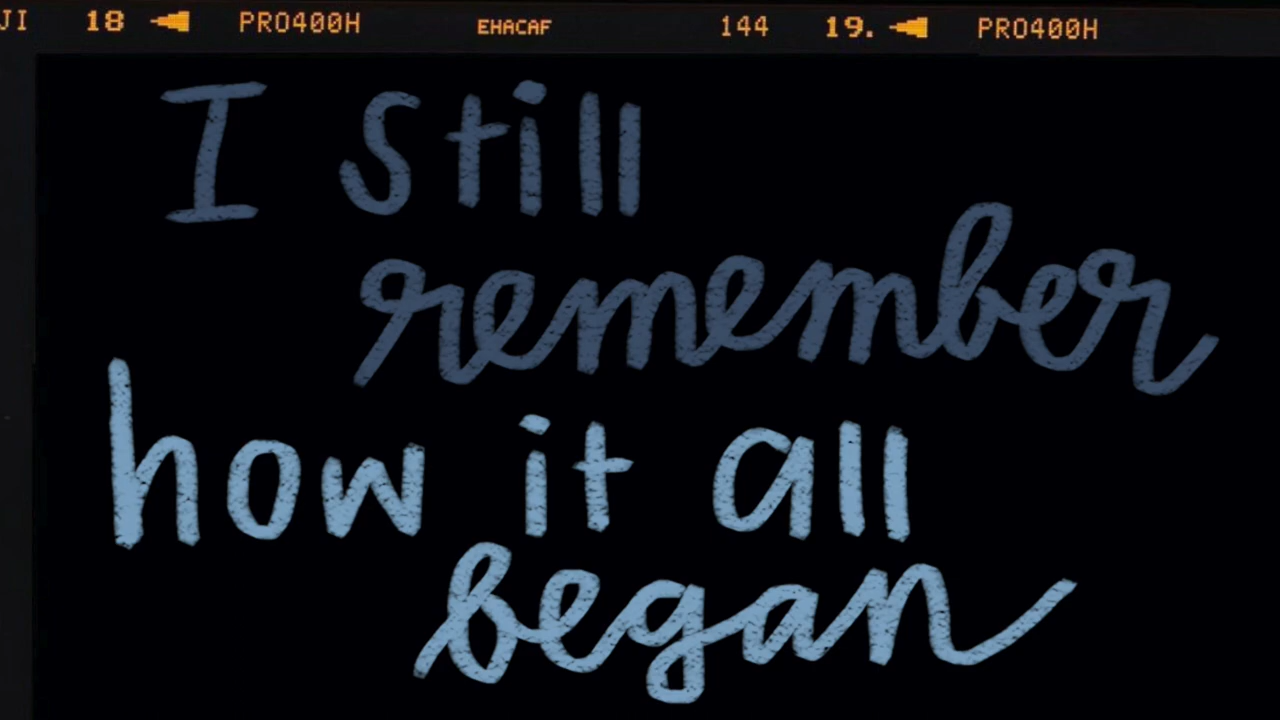 JI 18 PRO400H EHACAF 144 19. PRO400H
I still
remember
how it all
began